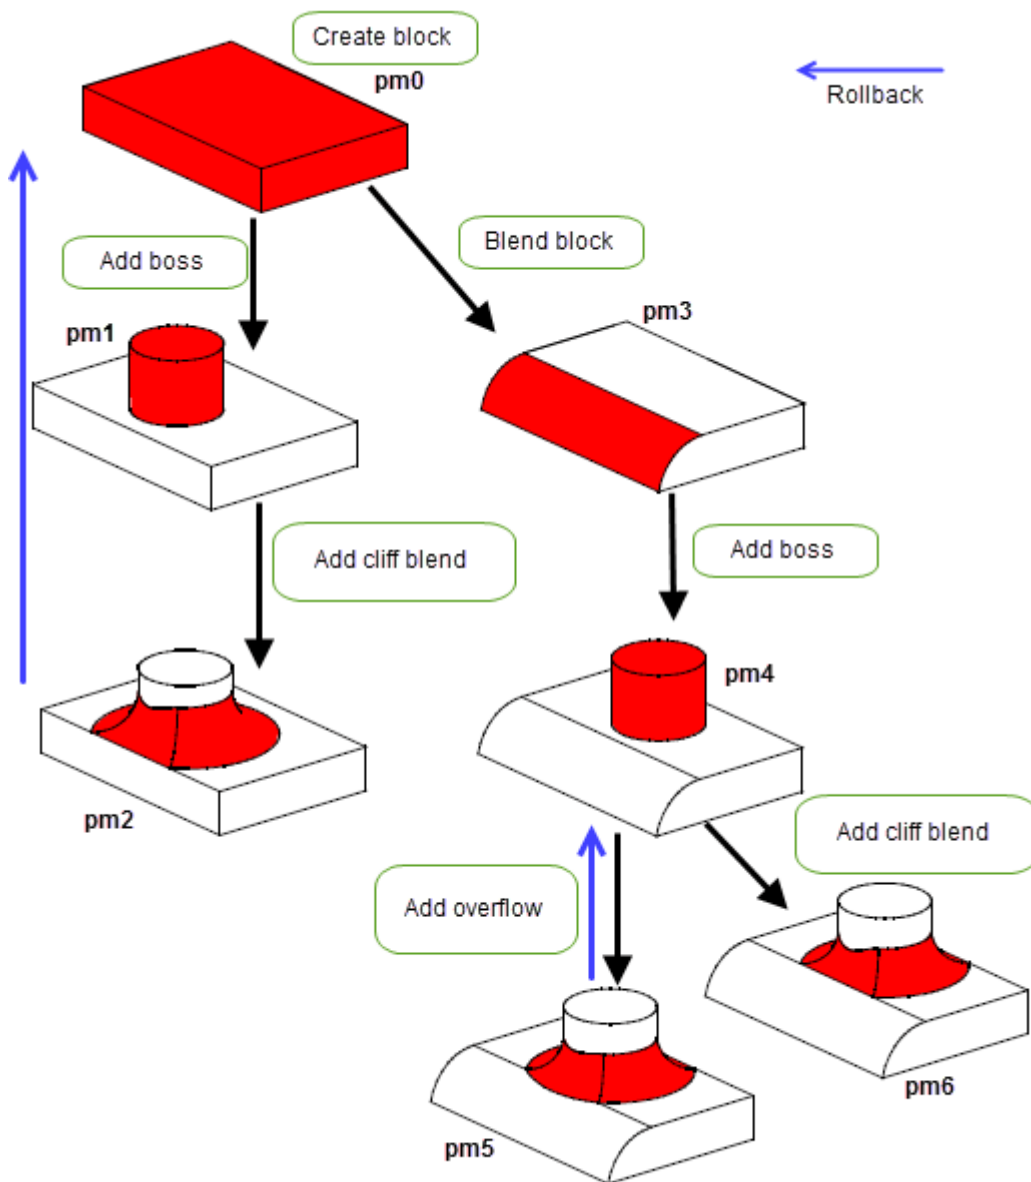 Create block
pm0
Rollback
Add boss
Blend block
pm1
pm3
Add cliff blend
Add boss
pm4
pm2
Add cliff blend
Add overflow
pm6
pm5